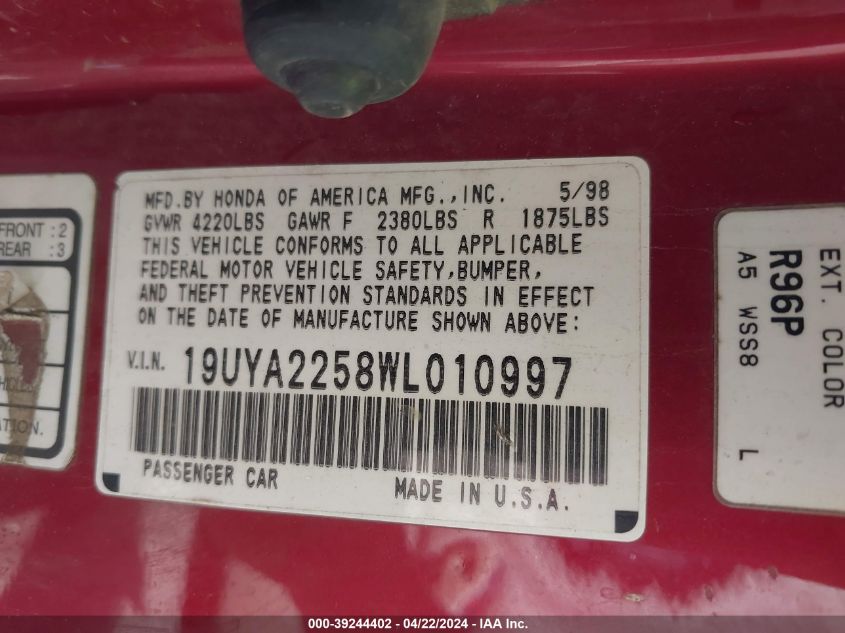 FRONT : 2
REAR : 3
ATION.
MFD.BY HONDA OF AMERICA MFG.,INC. 5/98
GVWR 4220LBS GAWR F 2380LBS R 1875LBS
THIS VEHICLE CONFORMS TO ALL APPLICABLE
FEDERAL MOTOR VEHICLE SAFETY,BUMPER,
AND THEFT PREVENTION STANDARDS IN EFFECT
ON THE DATE OF MANUFACTURE SHOWN ABOVE:
V.I.N. 19UYA2258WL010997
PASSENGER CAR MADE IN U.S.A.
EXT. COLOR
R96P
A5 WSS8 L
000-39244402 - 04/22/2024 - IAA, Inc.